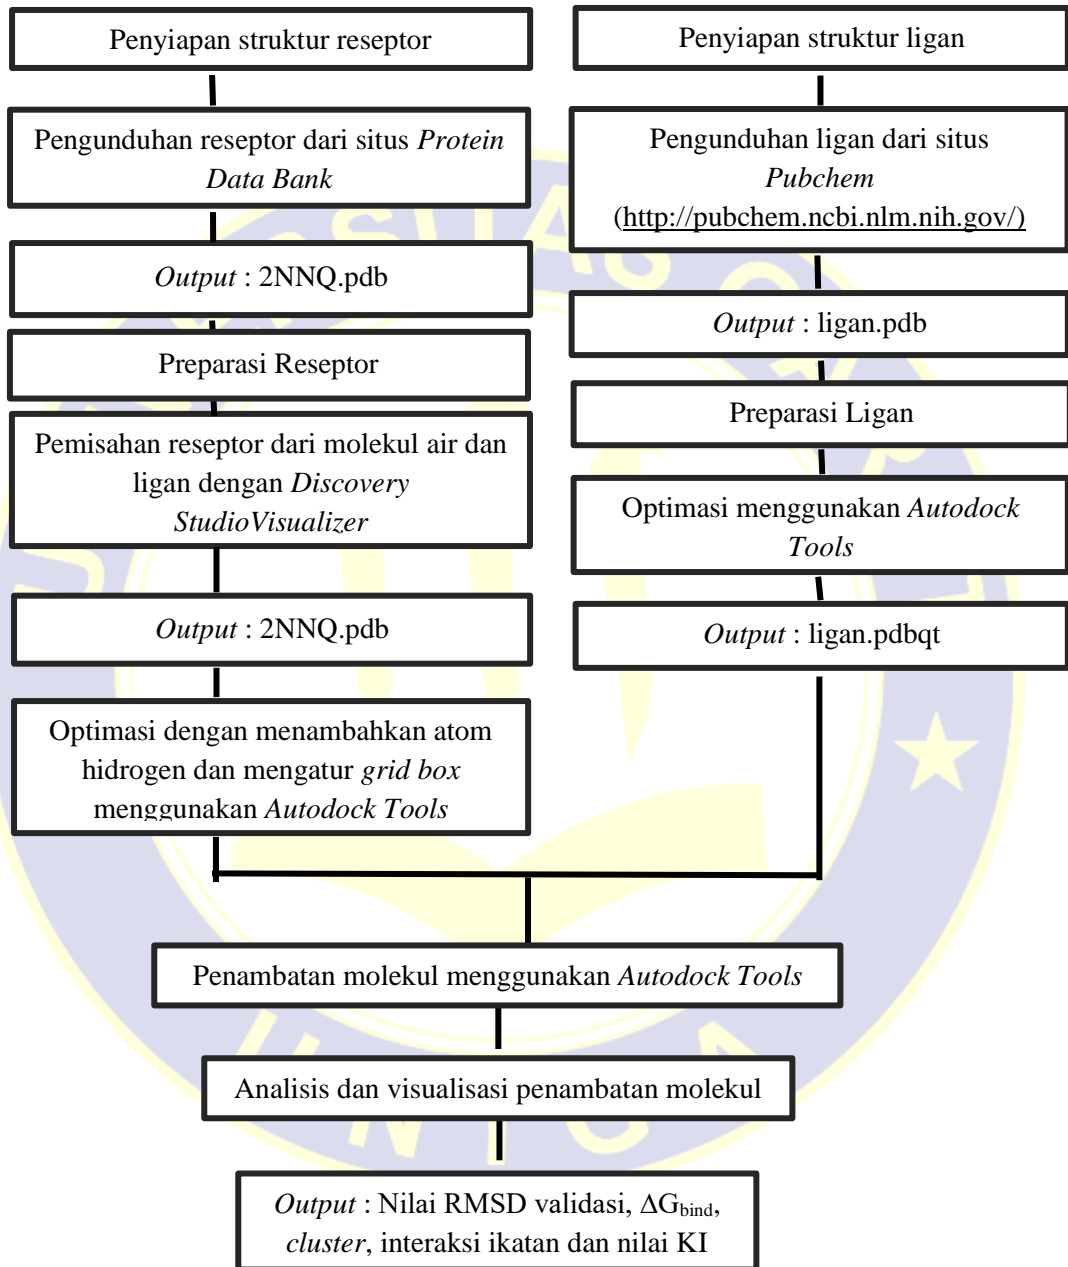 Penyiapan struktur reseptor
Pengunduhan reseptor dari situs Protein
Data Bank
Output : 2NNQ.pdb
Preparasi Reseptor
Pemisahan reseptor dari molekul air dan
ligan dengan Discovery
StudioVisualizer
Output : 2NNQ.pdb
Optimasi dengan menambahkan atom
hidrogen dan mengatur grid box
menggunakan Autodock Tools
Penyiapan struktur ligan
Pengunduhan ligan dari situs
Pubchem
(http://pubchem.ncbi.nlm.nih.gov/)
Output : ligan.pdb
Preparasi Ligan
Optimasi menggunakan Autodock
Tools
Output : ligan.pdbqt
Penambatan molekul menggunakan Autodock Tools
Analisis dan visualisasi penambatan molekul
Output : Nilai RMSD validasi, ΔGbind,
cluster, interaksi ikatan dan nilai KI